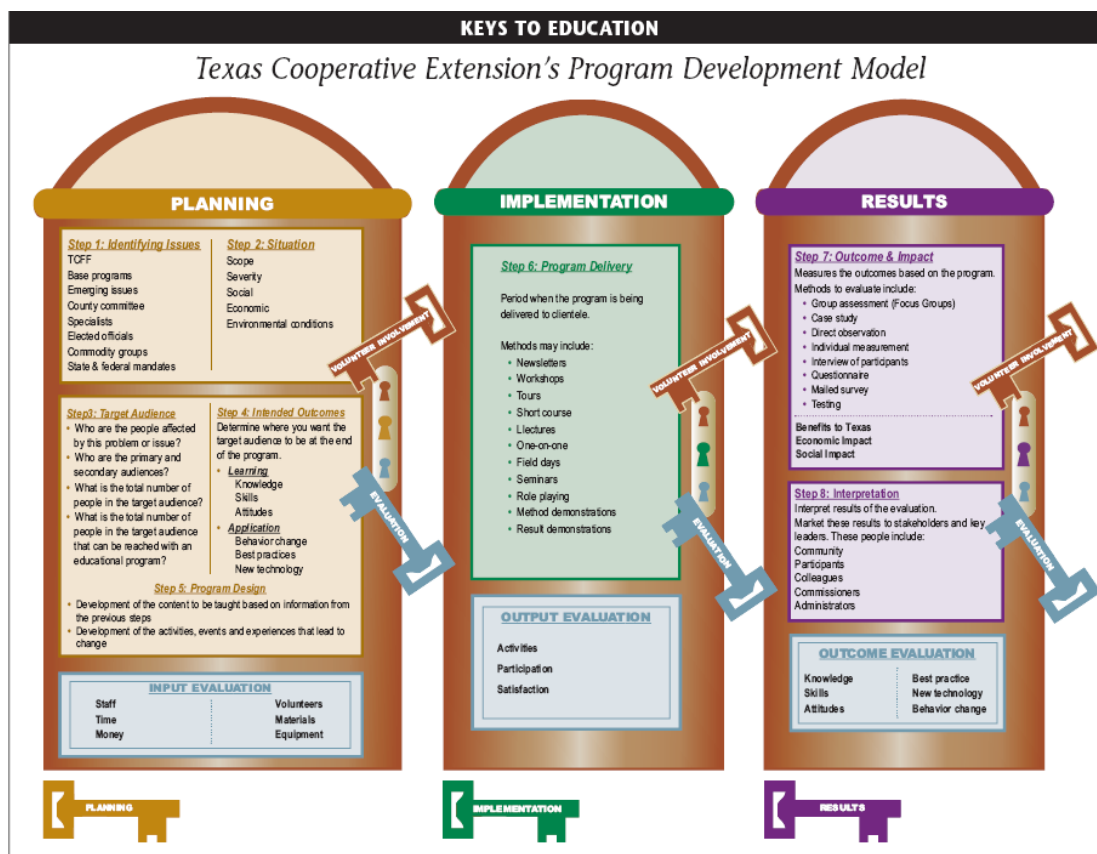 KEYS TO EDUCATION
Texas Cooperative Extension's Program Development Model
PLANNING
Step 1: Identifying Issues
TCFF
Base programs
Emerging issues
County committee
Specialists
Elected officials
Commodity groups
State & federal mandates
Step 2: Situation
Scope
Severity
Social
Economic
Environmental conditions
VOLUNTEER INVOLVEMENT
Step3: Target Audience
• Who are the people affected
by this problem or issue?
• Who are the primary and
secondary audiences?
• What is the total number of
people in the target audience?
• What is the total number of
people in the target audience
that can be reached with an
educational program?
Step 4: Intended Outcomes
Determine where you want the
target audience to be at the end
of the program.
• Learning
Knowledge
Skills
Attitudes
• Application
Behavior change
Best practices
New technology
EVALUATION
Step 5: Program Design
• Development of the content to be taught based on information from
the previous steps
• Development of the activities, events and experiences that lead to
change
INPUT EVALUATION
Staff
Time
Money
Volunteers
Materials
Equipment
PLANNING
IMPLEMENTATION
Step 6: Program Delivery
Period when the program is being
delivered to clientele.
Methods may include:
• Newsletters
• Workshops
• Tours
• Short course
• Llectures
• One-on-one
• Field days
• Seminars
• Role playing
• Method demonstrations
• Result demonstrations
VOLUNTEER INVOLVEMENT
EVALUATION
OUTPUT EVALUATION
Activities
Participation
Satisfaction
IMPLEMENTATION
RESULTS
Step 7: Outcome & Impact
Measures the outcomes based on the program.
Methods to evaluate include:
• Group assessment (Focus Groups)
• Case study
• Direct observation
• Individual measurement
• Interview of participants
• Questionnaire
• Mailed survey
• Testing
Benefits to Texas
Economic Impact
Social Impact
VOLUNTEER INVOLVEMENT
Step 8: Interpretation
Interpret results of the evaluation.
Market these results to stakeholders and key
leaders. These people include:
Community
Participants
Colleagues
Commissioners
Administrators
EVALUATION
OUTCOME EVALUATION
Knowledge
Skills
Attitudes
Best practice
New technology
Behavior change
RESULTS